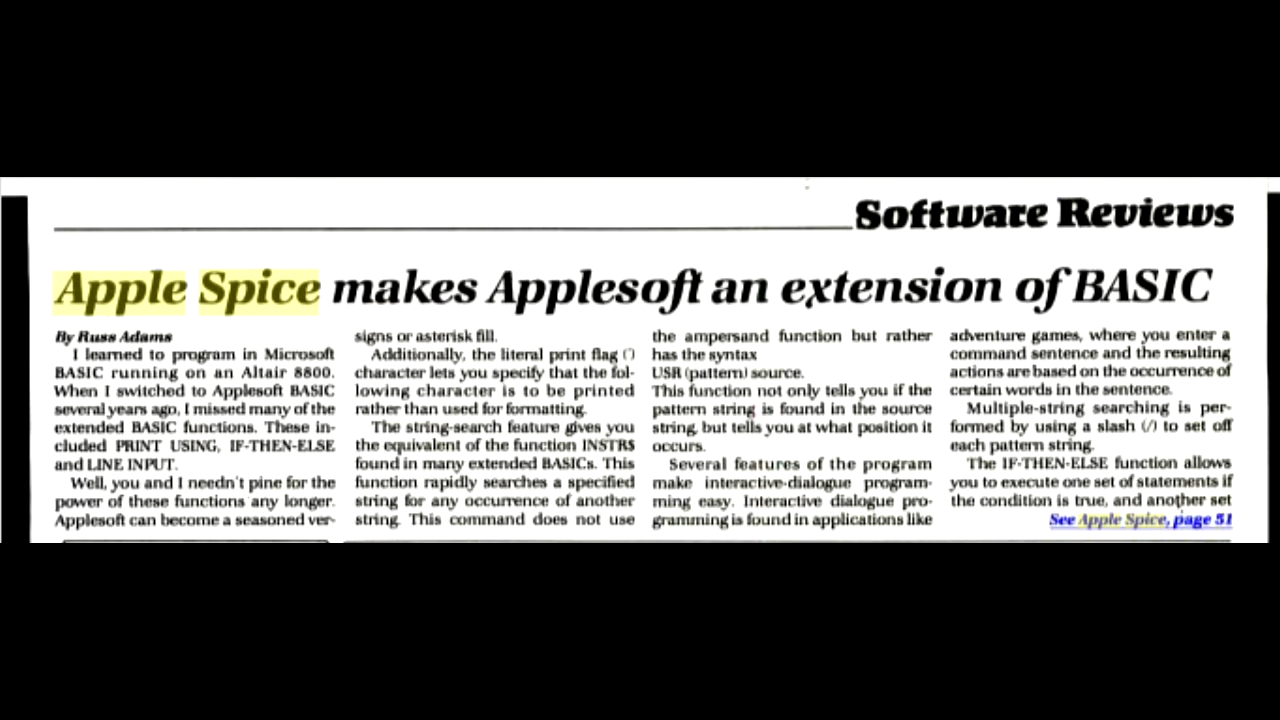 Software Reviews
Apple Spice makes Applesoft an extension of BASIC
By Russ Adams
I learned to program in Microsoft
BASIC running on an Altair 8800.
When I switched to Applesoft BASIC
several years ago, I missed many of the
extended BASIC functions. These in-
cluded PRINT USING, IF-THEN-ELSE
and LINE INPUT.
Well, you and I needn't pine for the
power of these functions any longer.
Applesoft can become a seasoned ver-
signs or asterisk fill.
Additionally, the literal print flag (')
character lets you specify that the fol-
lowing character is to be printed
rather than used for formatting.
The string-search feature gives you
the equivalent of the function INSTR$
found in many extended BASICs. This
function rapidly searches a specified
string for any occurrence of another
string. This command does not use
the ampersand function but rather
has the syntax
USR (pattern) source.
This function not only tells you if the
pattern string is found in the source
string, but tells you at what position it
occurs.
Several features of the program
make interactive-dialogue program-
ming easy. Interactive dialogue pro-
gramming is found in applications like
adventure games, where you enter a
command sentence and the resulting
actions are based on the occurrence of
certain words in the sentence.
Multiple-string searching is per-
formed by using a slash (/) to set off
each pattern string.
The IF-THEN-ELSE function allows
you to execute one set of statements if
the condition is true, and another set
See Apple Spice, page 51